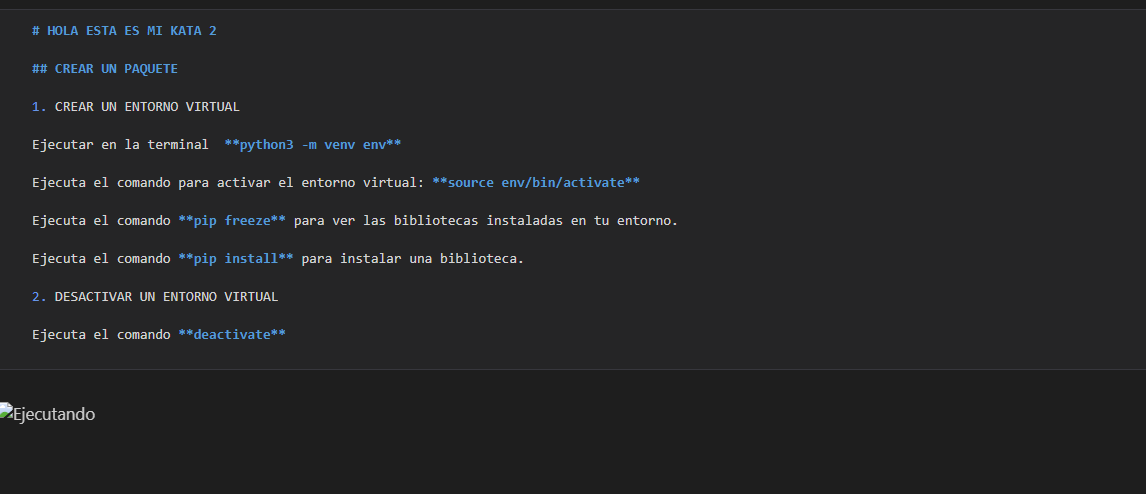 # HOLA ESTA ES MI KATA 2
## CREAR UN PAQUETE
1. CREAR UN ENTORNO VIRTUAL
Ejecutar en la terminal  **python3 -m venv env**
Ejecuta el comando para activar el entorno virtual: **source env/bin/activate**
Ejecuta el comando **pip freeze** para ver las bibliotecas instaladas en tu entorno.
Ejecuta el comando **pip install** para instalar una biblioteca.
2. DESACTIVAR UN ENTORNO VIRTUAL
Ejecuta el comando **deactivate**
Ejecutando